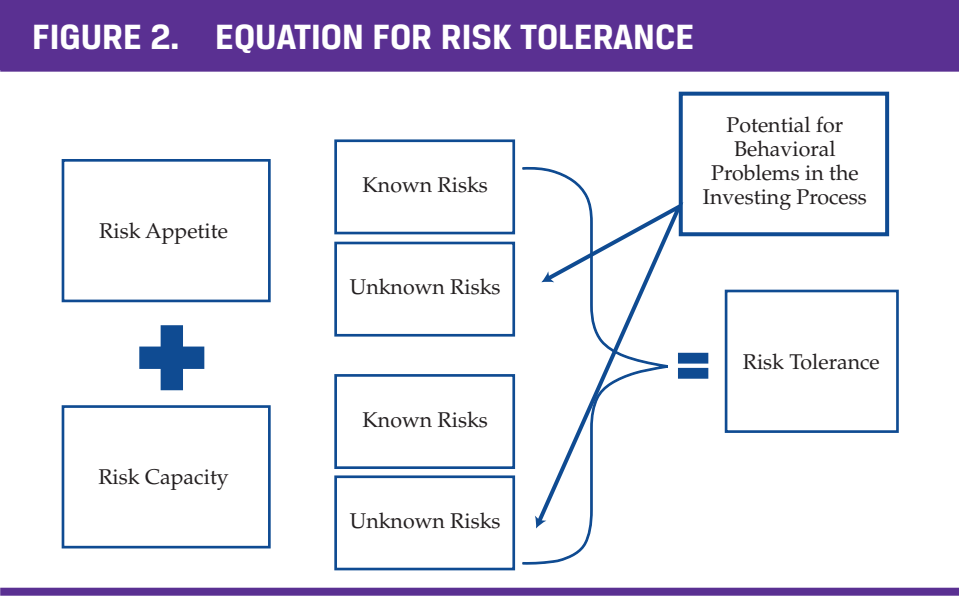 FIGURE 2. EQUATION FOR RISK TOLERANCE
Risk Appetite
Risk Capacity
Known Risks
Unknown Risks
Known Risks
Unknown Risks
Potential for
Behavioral
Problems in the
Investing Process
Risk Tolerance